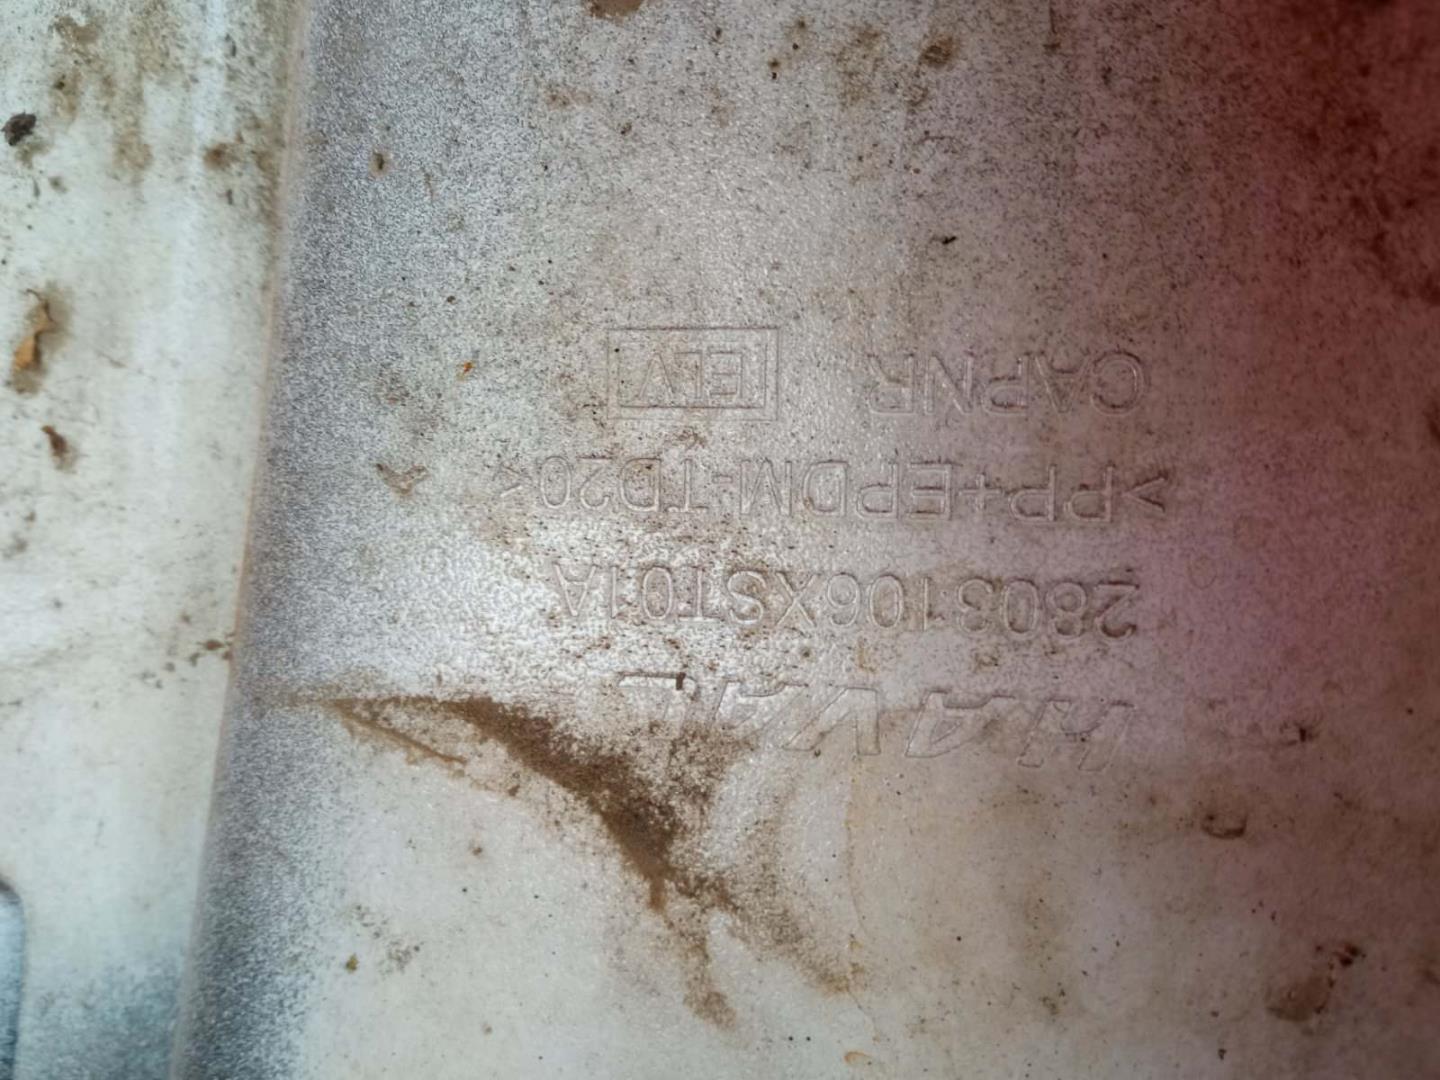 HAVAL
2803106XST01A
>PP+EPDM-TD20<
CAPNR ELV